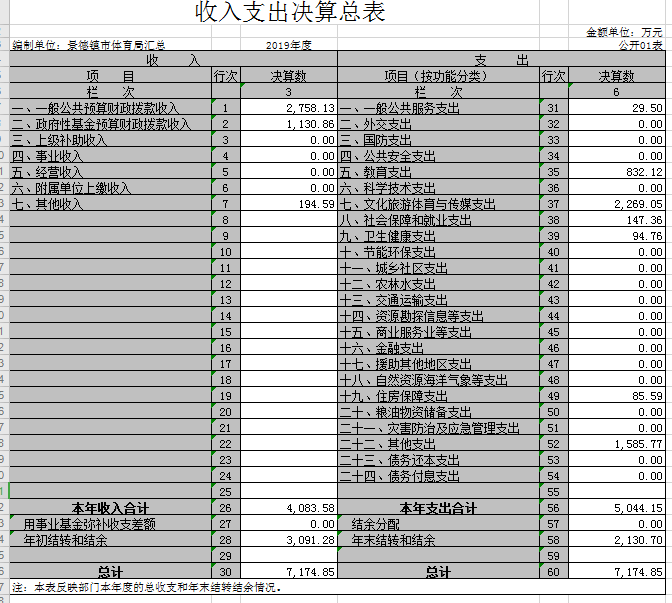 收入支出决算总表
金额单位：万元
编制单位：景德镇市体育局汇总 2019年度 公开01表
收 入 支 出
项 目 行次 决算数 项目（按功能分类） 行次 决算数
栏 次 3 栏 次 6
一、一般公共预算财政拨款收入 1 2,758.13 一、一般公共服务支出 31 29.50
二、政府性基金预算财政拨款收入 2 1,130.86 二、外交支出 32 0.00
三、上级补助收入 3 0.00 三、国防支出 33 0.00
四、事业收入 4 0.00 四、公共安全支出 34 0.00
五、经营收入 5 0.00 五、教育支出 35 832.12
六、附属单位上缴收入 6 0.00 六、科学技术支出 36 0.00
七、其他收入 7 194.59 七、文化旅游体育与传媒支出 37 2,269.05
8 八、社会保障和就业支出 38 147.36
9 九、卫生健康支出 39 94.76
10 十、节能环保支出 40 0.00
11 十一、城乡社区支出 41 0.00
12 十二、农林水支出 42 0.00
13 十三、交通运输支出 43 0.00
14 十四、资源勘探信息等支出 44 0.00
15 十五、商业服务业等支出 45 0.00
16 十六、金融支出 46 0.00
17 十七、援助其他地区支出 47 0.00
18 十八、自然资源海洋气象等支出 48 0.00
19 十九、住房保障支出 49 85.59
20 二十、粮油物资储备支出 50 0.00
21 二十一、灾害防治及应急管理支出 51 0.00
22 二十二、其他支出 52 1,585.77
23 二十三、债务还本支出 53 0.00
24 二十四、债务付息支出 54 0.00
25 55
本年收入合计 26 4,083.58 本年支出合计 56 5,044.15
用事业基金弥补收支差额 27 0.00 结余分配 57 0.00
年初结转和结余 28 3,091.28 年末结转和结余 58 2,130.70
29 59
总计 30 7,174.85 总计 60 7,174.85
注：本表反映部门本年度的总收支和年末结转结余情况。